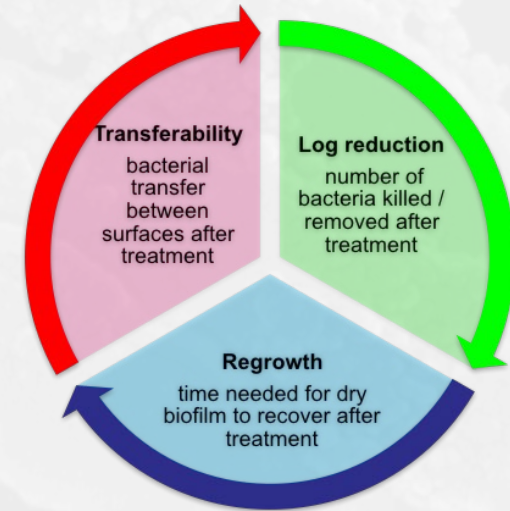 Transferability
bacterial
transfer
between
surfaces after
treatment
Log reduction
number of
bacteria killed /
removed after
treatment
Regrowth
time needed for dry
biofilm to recover after
treatment